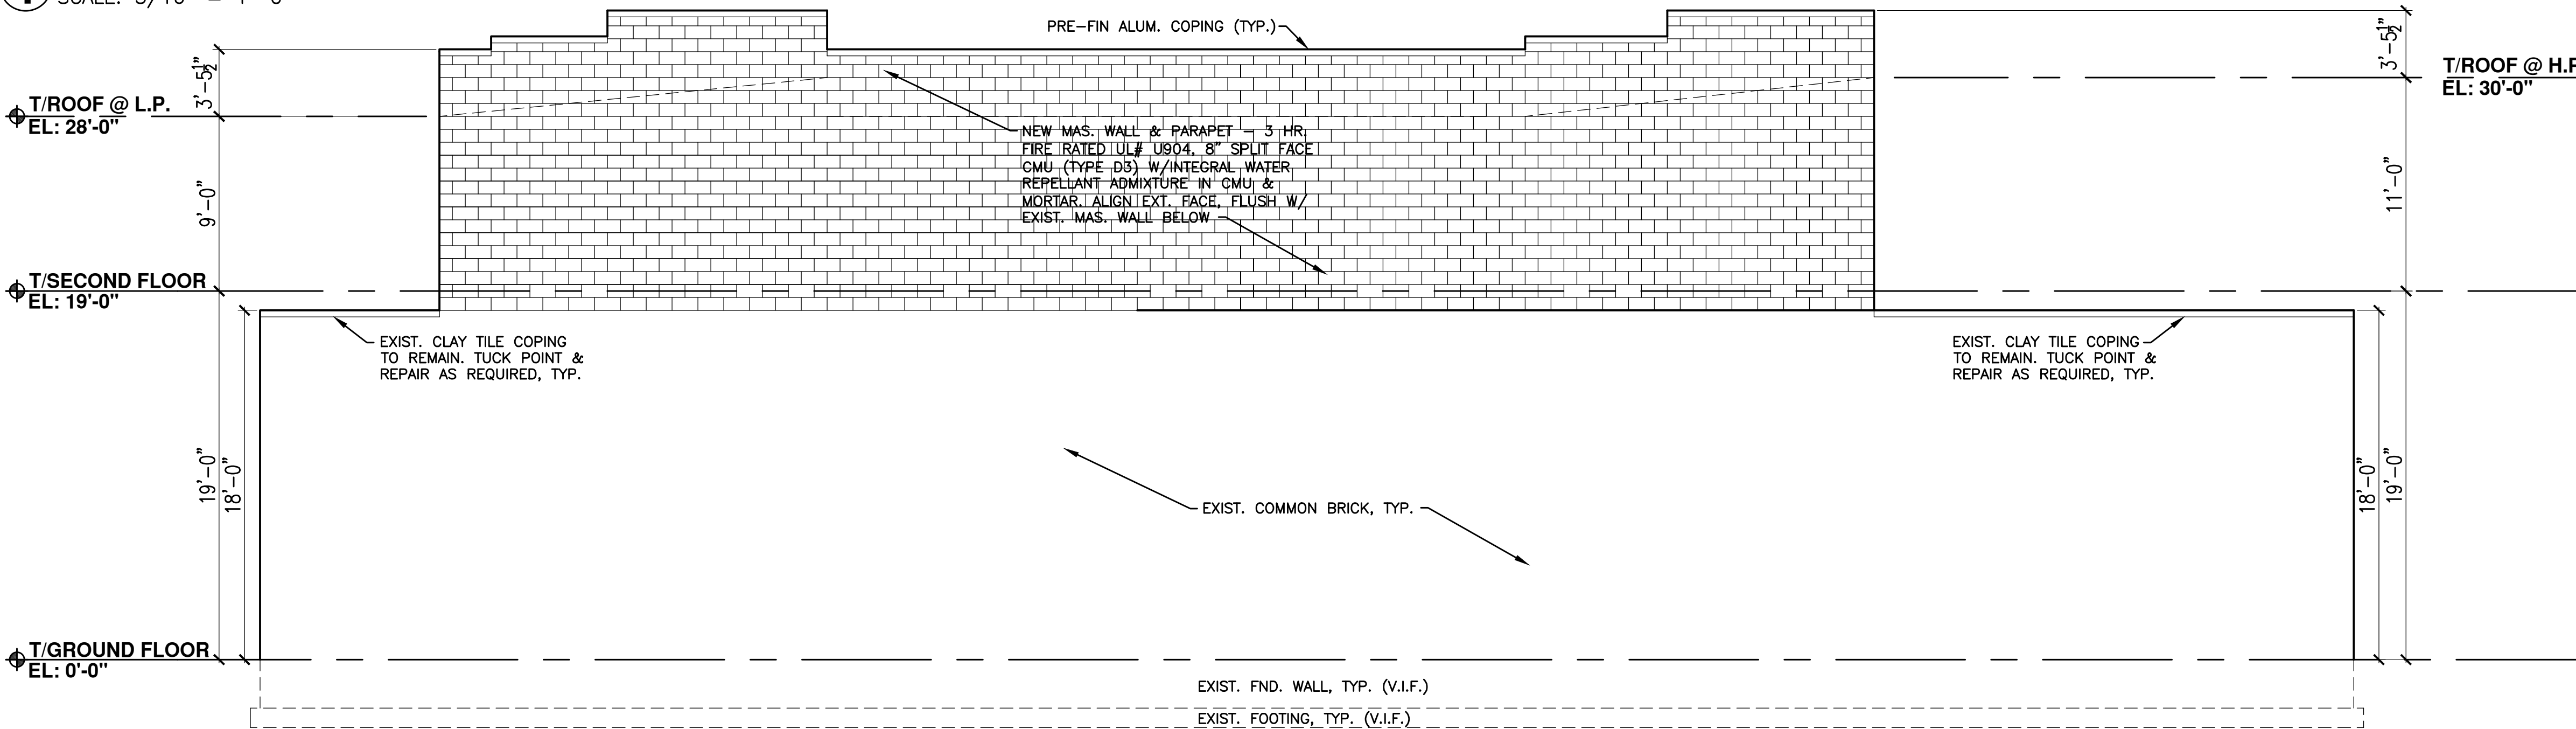 PRE-FIN ALUM. COPING (TYP.)
3'-5½"
3'-5½"
T/ROOF @ L.P.
EL: 28'-0"
T/ROOF @ H.P
EL: 30'-0"
NEW MAS. WALL & PARAPET - 3 HR.
FIRE RATED UL# U904, 8" SPLIT FACE
CMU (TYPE D3) W/INTEGRAL WATER
REPELLANT ADMIXTURE IN CMU &
MORTAR. ALIGN EXT. FACE, FLUSH W/
EXIST. MAS. WALL BELOW
9'-0"
11'-0"
T/SECOND FLOOR
EL: 19'-0"
EXIST. CLAY TILE COPING
TO REMAIN. TUCK POINT &
REPAIR AS REQUIRED, TYP.
EXIST. CLAY TILE COPING
TO REMAIN. TUCK POINT &
REPAIR AS REQUIRED, TYP.
19'-0"
18'-0"
18'-0"
19'-0"
EXIST. COMMON BRICK, TYP.
T/GROUND FLOOR
EL: 0'-0"
EXIST. FND. WALL, TYP. (V.I.F.)
EXIST. FOOTING, TYP. (V.I.F.)